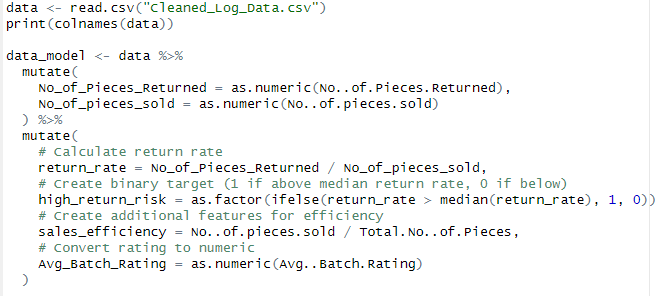 data <- read.csv("Cleaned_Log_Data.csv")
print(colnames(data))
data_model <- data %>%
mutate(
No_of_Pieces_Returned = as.numeric(No..of.Pieces.Returned),
No_of_pieces_sold = as.numeric(No..of.pieces.sold)
) %>%
mutate(
# Calculate return rate
return_rate = No_of_Pieces_Returned / No_of_pieces_sold,
# Create binary target (1 if above median return rate, 0 if below)
high_return_risk = as.factor(ifelse(return_rate > median(return_rate), 1, 0))
# Create additional features for efficiency
sales_efficiency = No..of.pieces.sold / Total.No..of.Pieces,
# Convert rating to numeric
Avg_Batch_Rating = as.numeric(Avg..Batch.Rating)
)